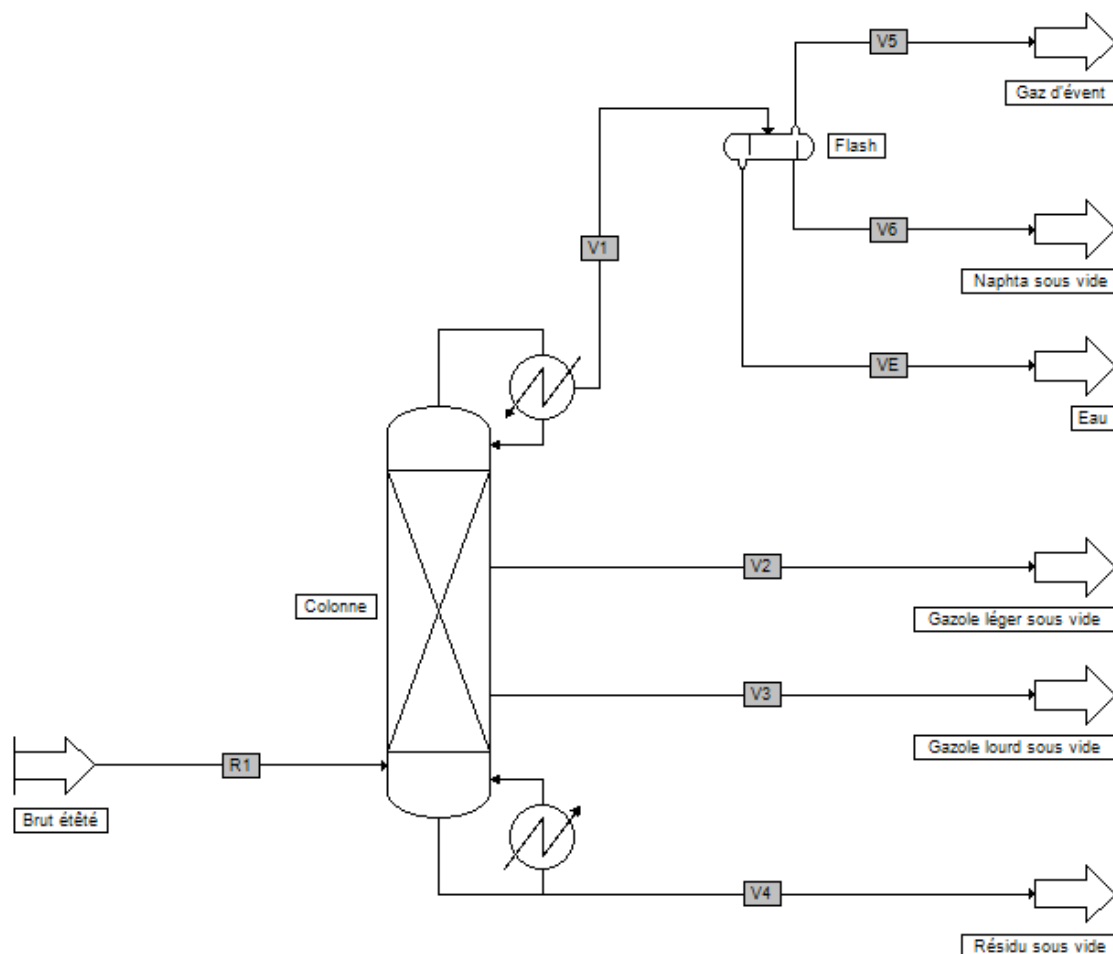 V5
Gaz d'évent
Flash
V6
V1
Naphta sous vide
VE
Eau
V2
Colonne
Gazole léger sous vide
V3
Gazole lourd sous vide
R1
Brut étêté
V4
Résidu sous vide